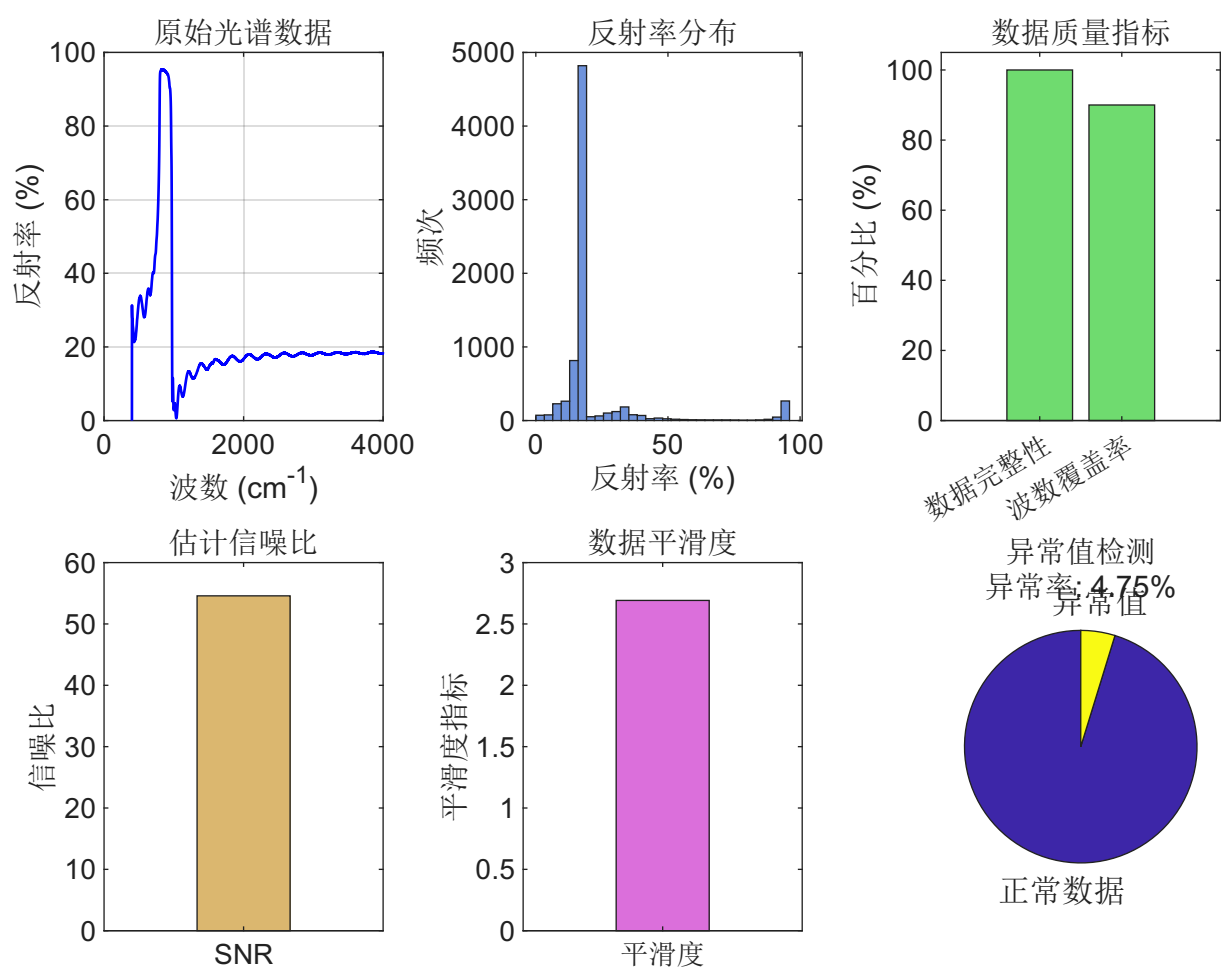 原始光谱数据
100
80
60
40
20
0
0
2000
4000
反射率 (%)
波数 (cm-1)
反射率分布
5000
4000
3000
2000
1000
0
0
50
100
频次
反射率 (%)
数据质量指标
100
80
60
40
20
0
百分比 (%)
数据完整性
波数覆盖率
估计信噪比
60
50
40
30
20
10
0
信噪比
SNR
数据平滑度
3
2.5
2
1.5
1
0.5
0
平滑度指标
平滑度
异常值检测
异常率: 4.75%
异常值
正常数据